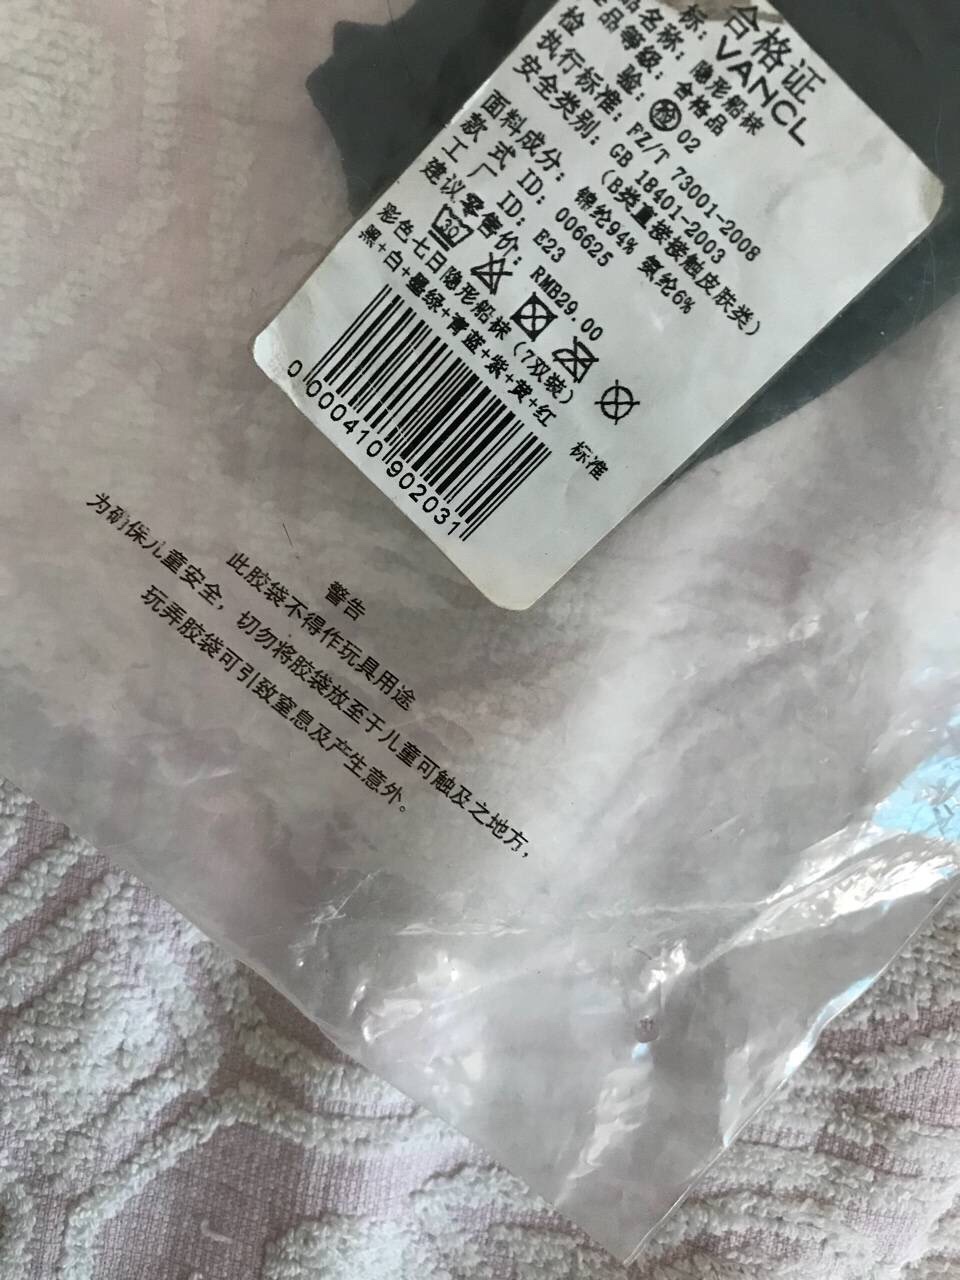 合格证
VANCL
标:
品名称: 隐形船袜
品等级: 合格品
检 验: 检 02
执行标准: FZ/T 73001-2008
安全类别: GB 18401-2003
(B类直接接触皮肤类)
面料成分: 锦纶94% 氨纶6%
款 式 ID: 006625
工 厂 ID: E23
建议零售价: RMB29.00
30
彩色七日隐形船袜(7双装)
黑+白+墨绿+青蓝+紫+黄+红 标准
0 000410 902031
警告
此胶袋不得作玩具用途
为确保儿童安全,切勿将胶袋放至于儿童可触及之地方,
玩弄胶袋可引致窒息及产生意外。